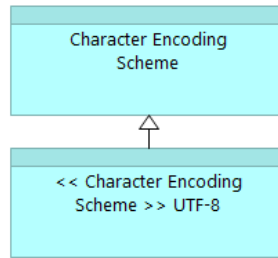 Character Encoding
Scheme
<< Character Encoding
Scheme >> UTF-8